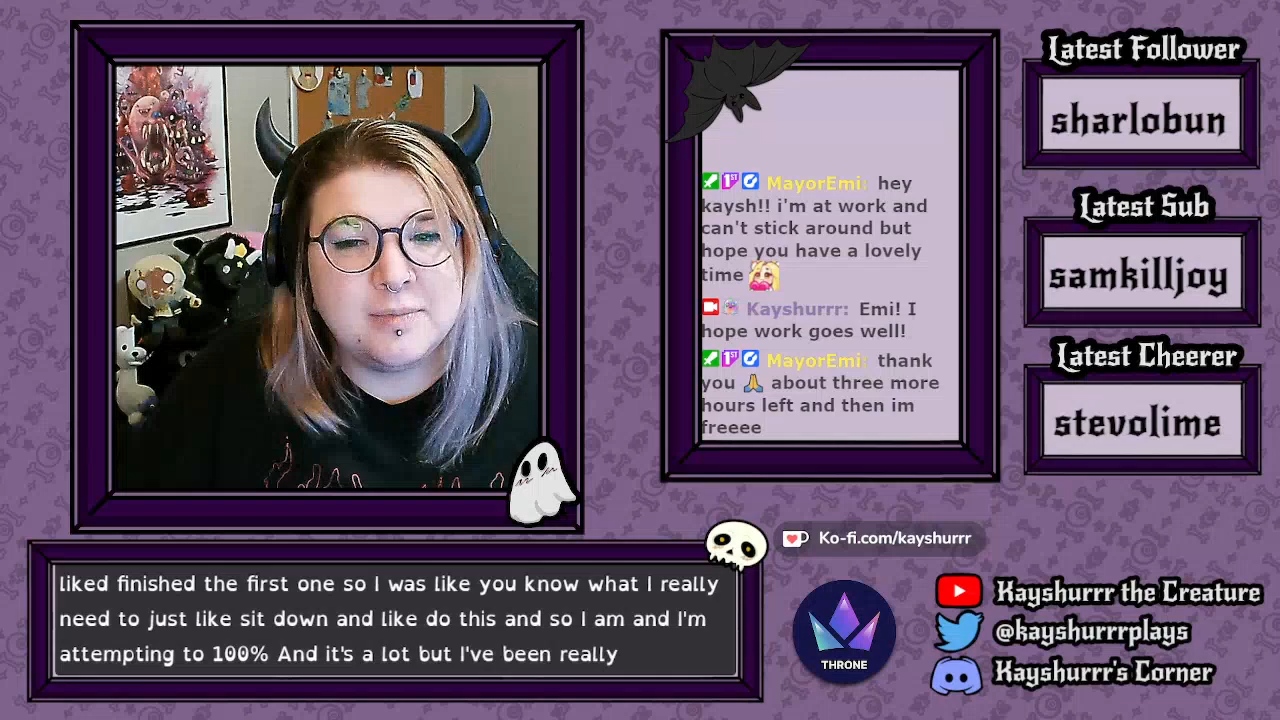 Latest Follower
sharlobun
Latest Sub
samkilljoy
Latest Cheerer
stevolime
MayorEmi: hey
kaysh!! i'm at work and
can't stick around but
hope you have a lovely
time
Kayshurrr: Emi! I
hope work goes well!
MayorEmi: thank
you 🙏 about three more
hours left and then im
freeee
liked finished the first one so I was like you know what I really
need to just like sit down and like do this and so I am and I'm
attempting to 100% And it's a lot but I've been really
Ko-fi.com/kayshurrr
THRONE
Kayshurrr the Creature
@kayshurrrplays
Kayshurrr's Corner